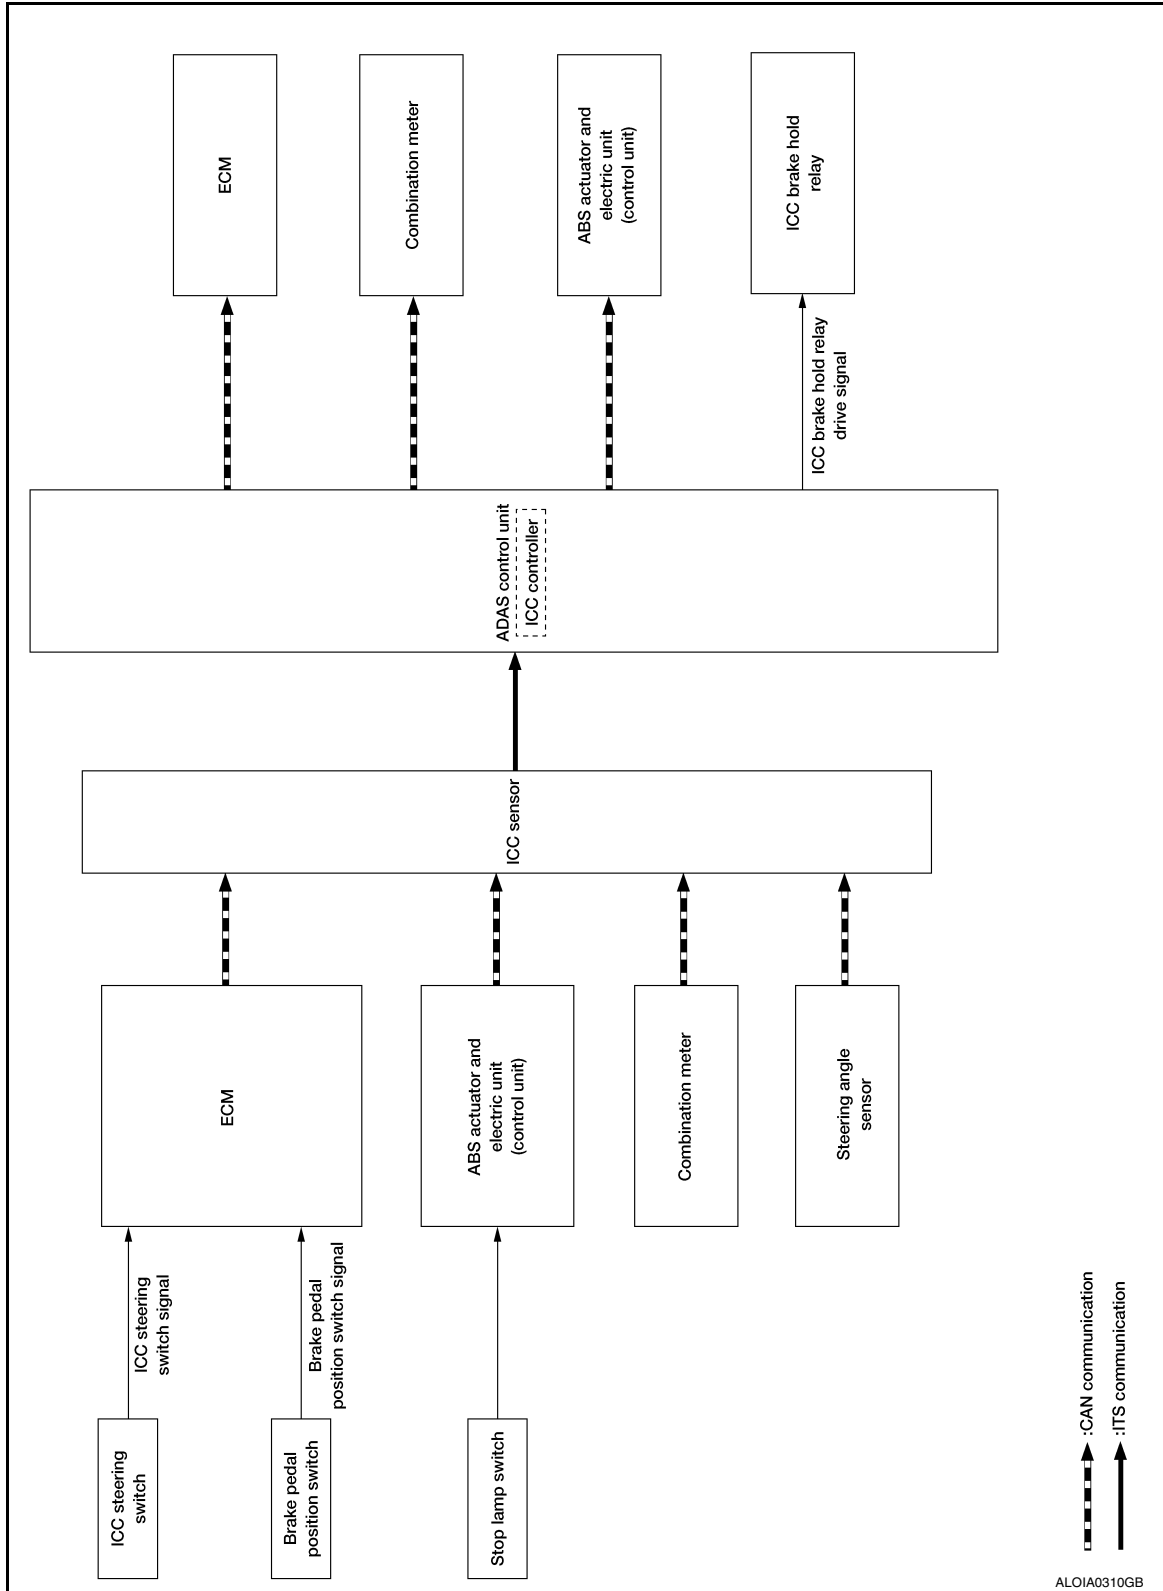 ICC steering
switch
ICC steering
switch signal
Brake pedal
position switch
Brake pedal
position switch signal
Stop lamp switch
ECM
ABS actuator and
electric unit
(control unit)
Combination meter
Steering angle
sensor
ICC sensor
ADAS control unit
ICC controller
ECM
Combination meter
ABS actuator and
electric unit
(control unit)
ICC brake hold relay
drive signal
ICC brake hold
relay
:CAN communication
:ITS communication
ALOIA0310GB